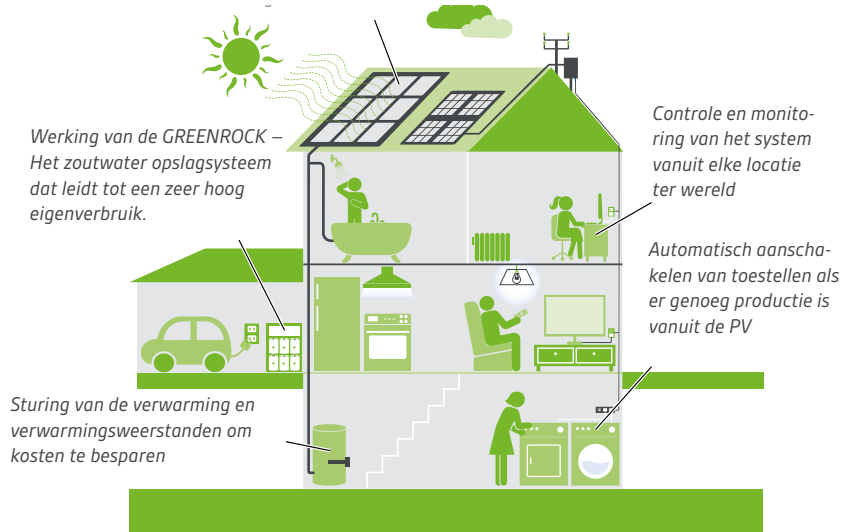 Werking van de GREENROCK –
Het zoutwater opslagsysteem
dat leidt tot een zeer hoog
eigenverbruik.
Controle en monito-
ring van het system
vanuit elke locatie
ter wereld
Automatisch aanscha-
kelen van toestellen als
er genoeg productie is
vanuit de PV
Sturing van de verwarming en
verwarmingsweerstanden om
kosten te besparen